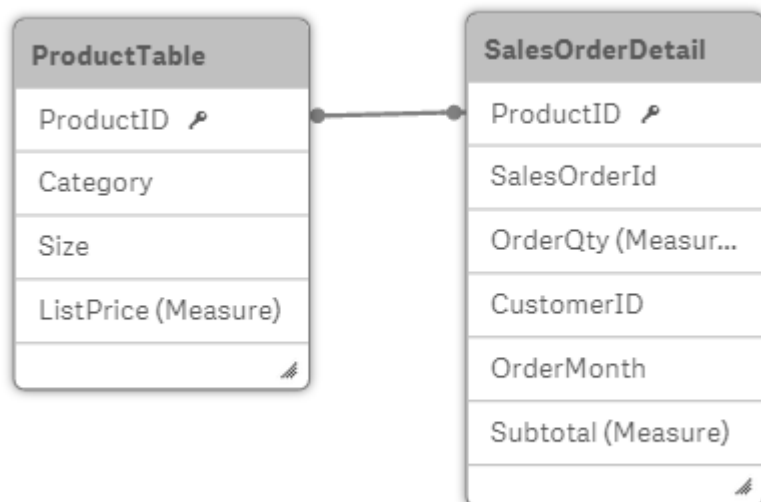 ProductTable
ProductID
Category
Size
ListPrice (Measure)
SalesOrderDetail
ProductID
SalesOrderId
OrderQty (Measur...
CustomerID
OrderMonth
Subtotal (Measure)